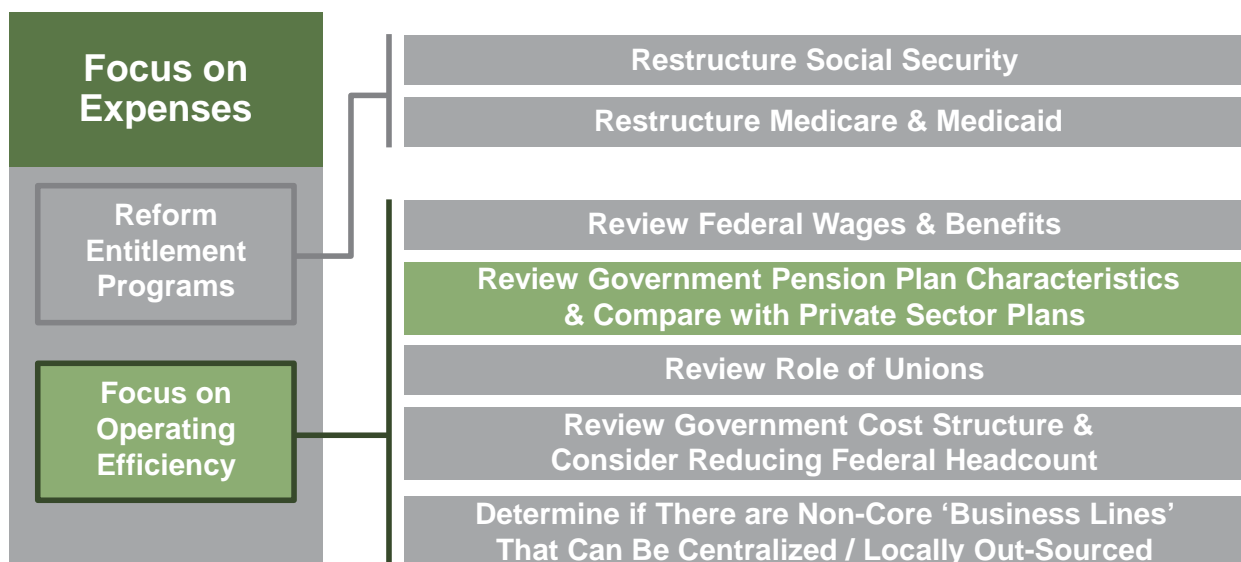 Focus on
Expenses
Restructure Social Security
Restructure Medicare & Medicaid
Reform
Entitlement
Programs
Review Federal Wages & Benefits
Review Government Pension Plan Characteristics
& Compare with Private Sector Plans
Review Role of Unions
Focus on
Operating
Efficiency
Review Government Cost Structure &
Consider Reducing Federal Headcount
Determine if There are Non-Core ‘Business Lines’
That Can Be Centralized / Locally Out-Sourced